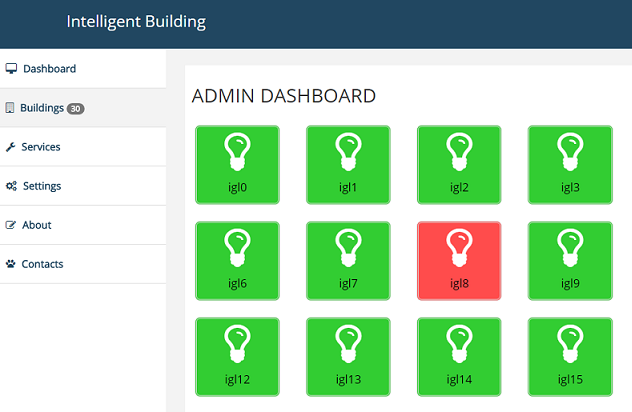 Intelligent Building
Dashboard
Buildings 30
Services
Settings
About
Contacts
ADMIN DASHBOARD
igl0 igl1 igl2 igl3
igl6 igl7 igl8 igl9
igl12 igl13 igl14 igl15